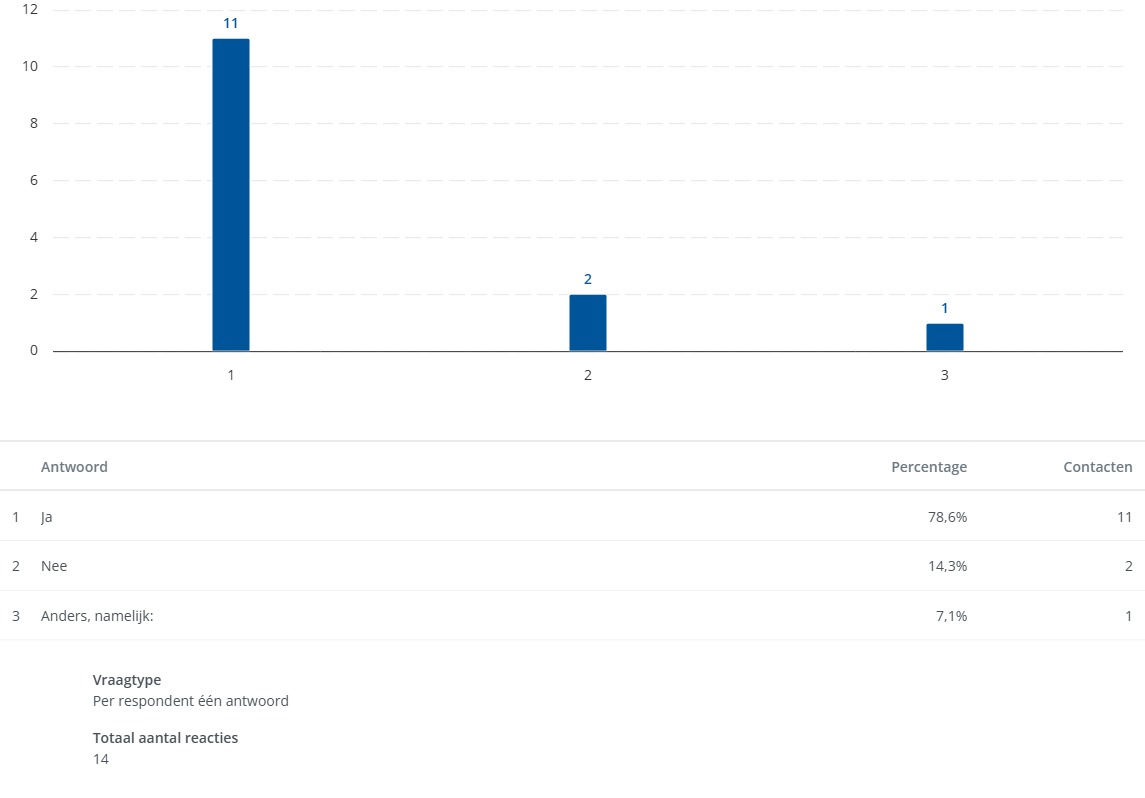 12
11
10
8
6
4
2
2
1
0
1 2 3
Antwoord Percentage Contacten
1 Ja 78,6% 11
2 Nee 14,3% 2
3 Anders, namelijk: 7,1% 1
Vraagtype
Per respondent één antwoord
Totaal aantal reacties
14